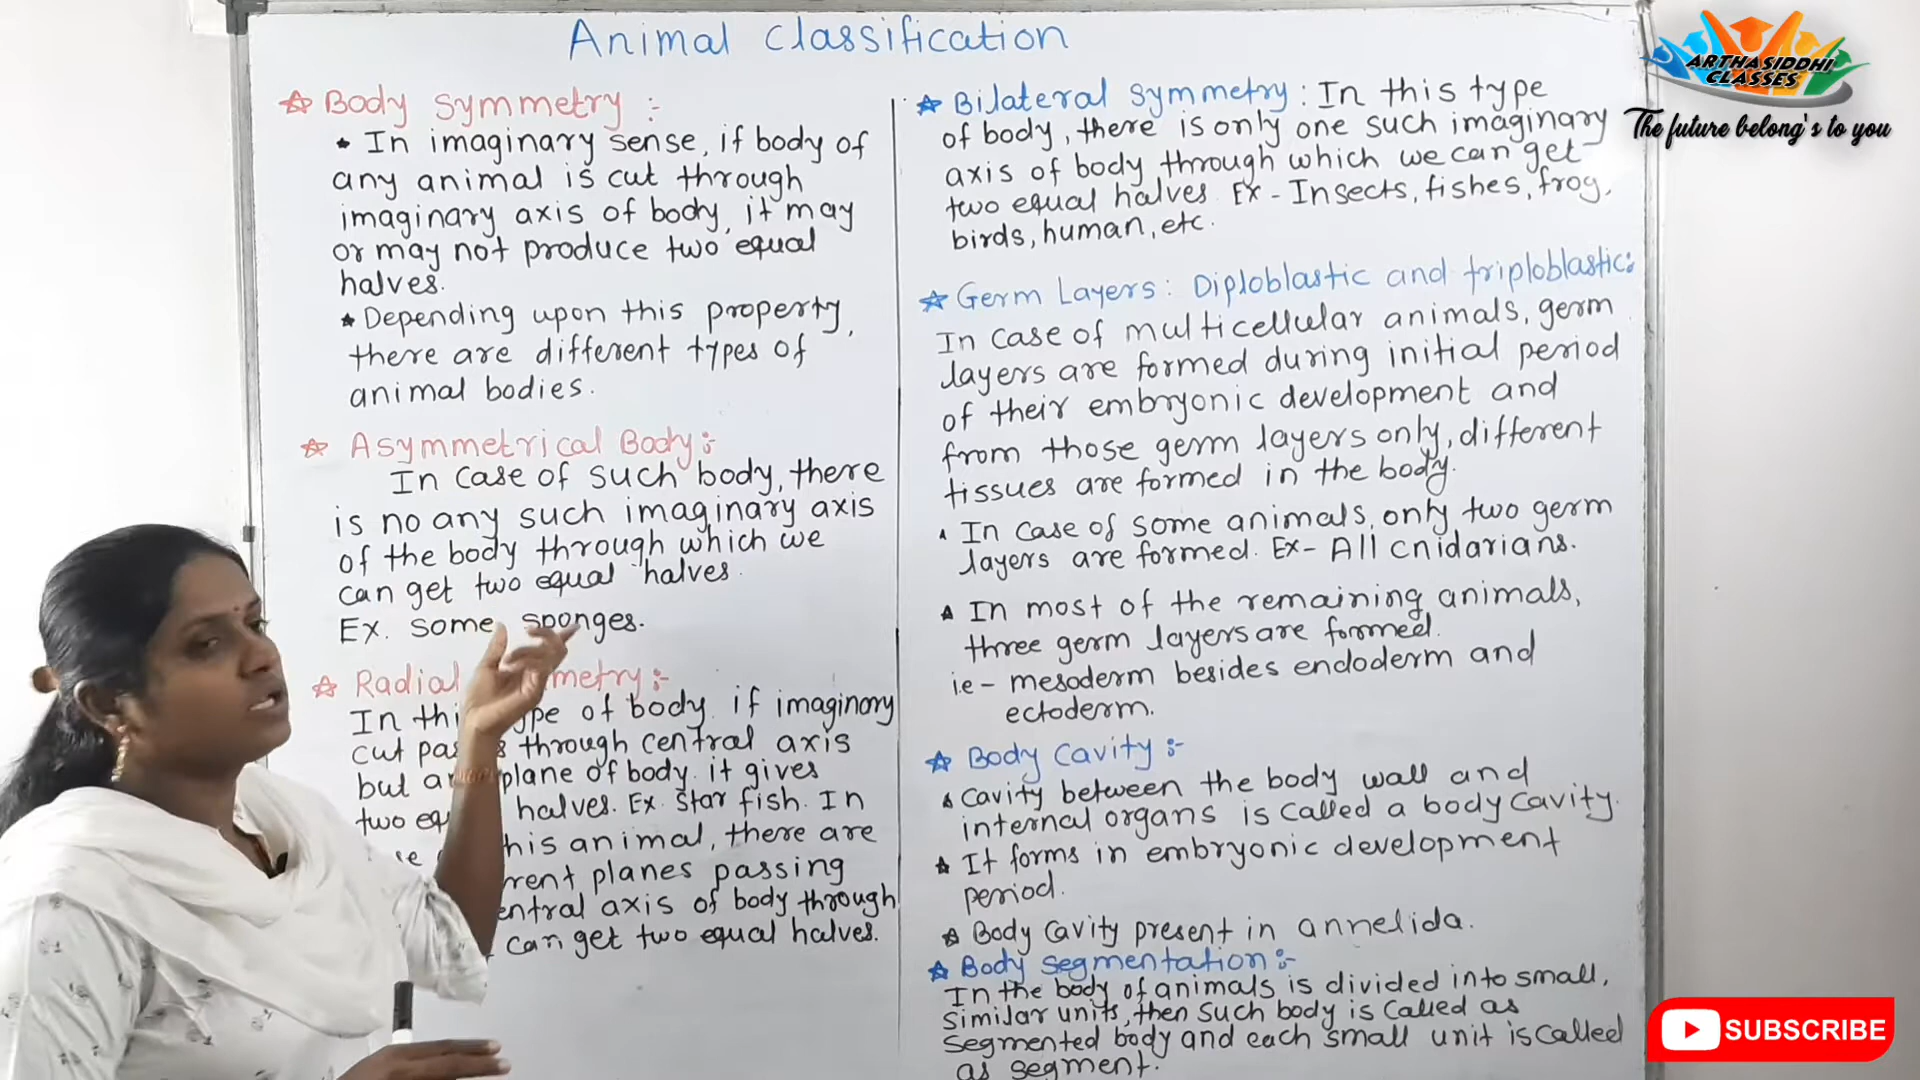 Animal Classification
Body Symmetry :-
In imaginary sense, if body of
any animal is cut through
imaginary axis of body, it may
or may not produce two equal
halves.
Depending upon this property,
there are different types of
animal bodies.
Asymmetrical Body:-
In case of such body, there
is no any such imaginary axis
of the body through which we
can get two equal halves.
Ex. some sponges.
Radial metry:-
In thi type of body. if imaginary
cut pa s through central axis
but a plane of body. it gives
two eq halves. Ex. Star fish. In
his animal, there are
rent planes passing
entral axis of body through
can get two equal halves.
Bilateral Symmetry: In this type
of body, there is only one such imaginary
axis of body through which we can get
two equal halves. Ex - Insects, fishes, frog,
birds, human, etc.
Germ Layers: Diploblastic and triploblastic:
In case of multicellular animals, germ
layers are formed during initial period
of their embryonic development and
from those germ layers only, different
tissues are formed in the body.
In case of some animals, only two germ
layers are formed. Ex- All cnidarians.
In most of the remaining animals,
three germ layers are formed.
i.e - mesoderm besides endoderm and
ectoderm.
Body Cavity :-
Cavity between the body wall and
internal organs is called a body cavity.
It forms in embryonic development
period.
Body cavity present in annelida.
Body segmentation:-
In the body of animals is divided into small,
similar units, then such body is called as
segmented body and each small unit is called
as segment.
ARTHASIDDHI
CLASSES
The future belong's to you
SUBSCRIBE